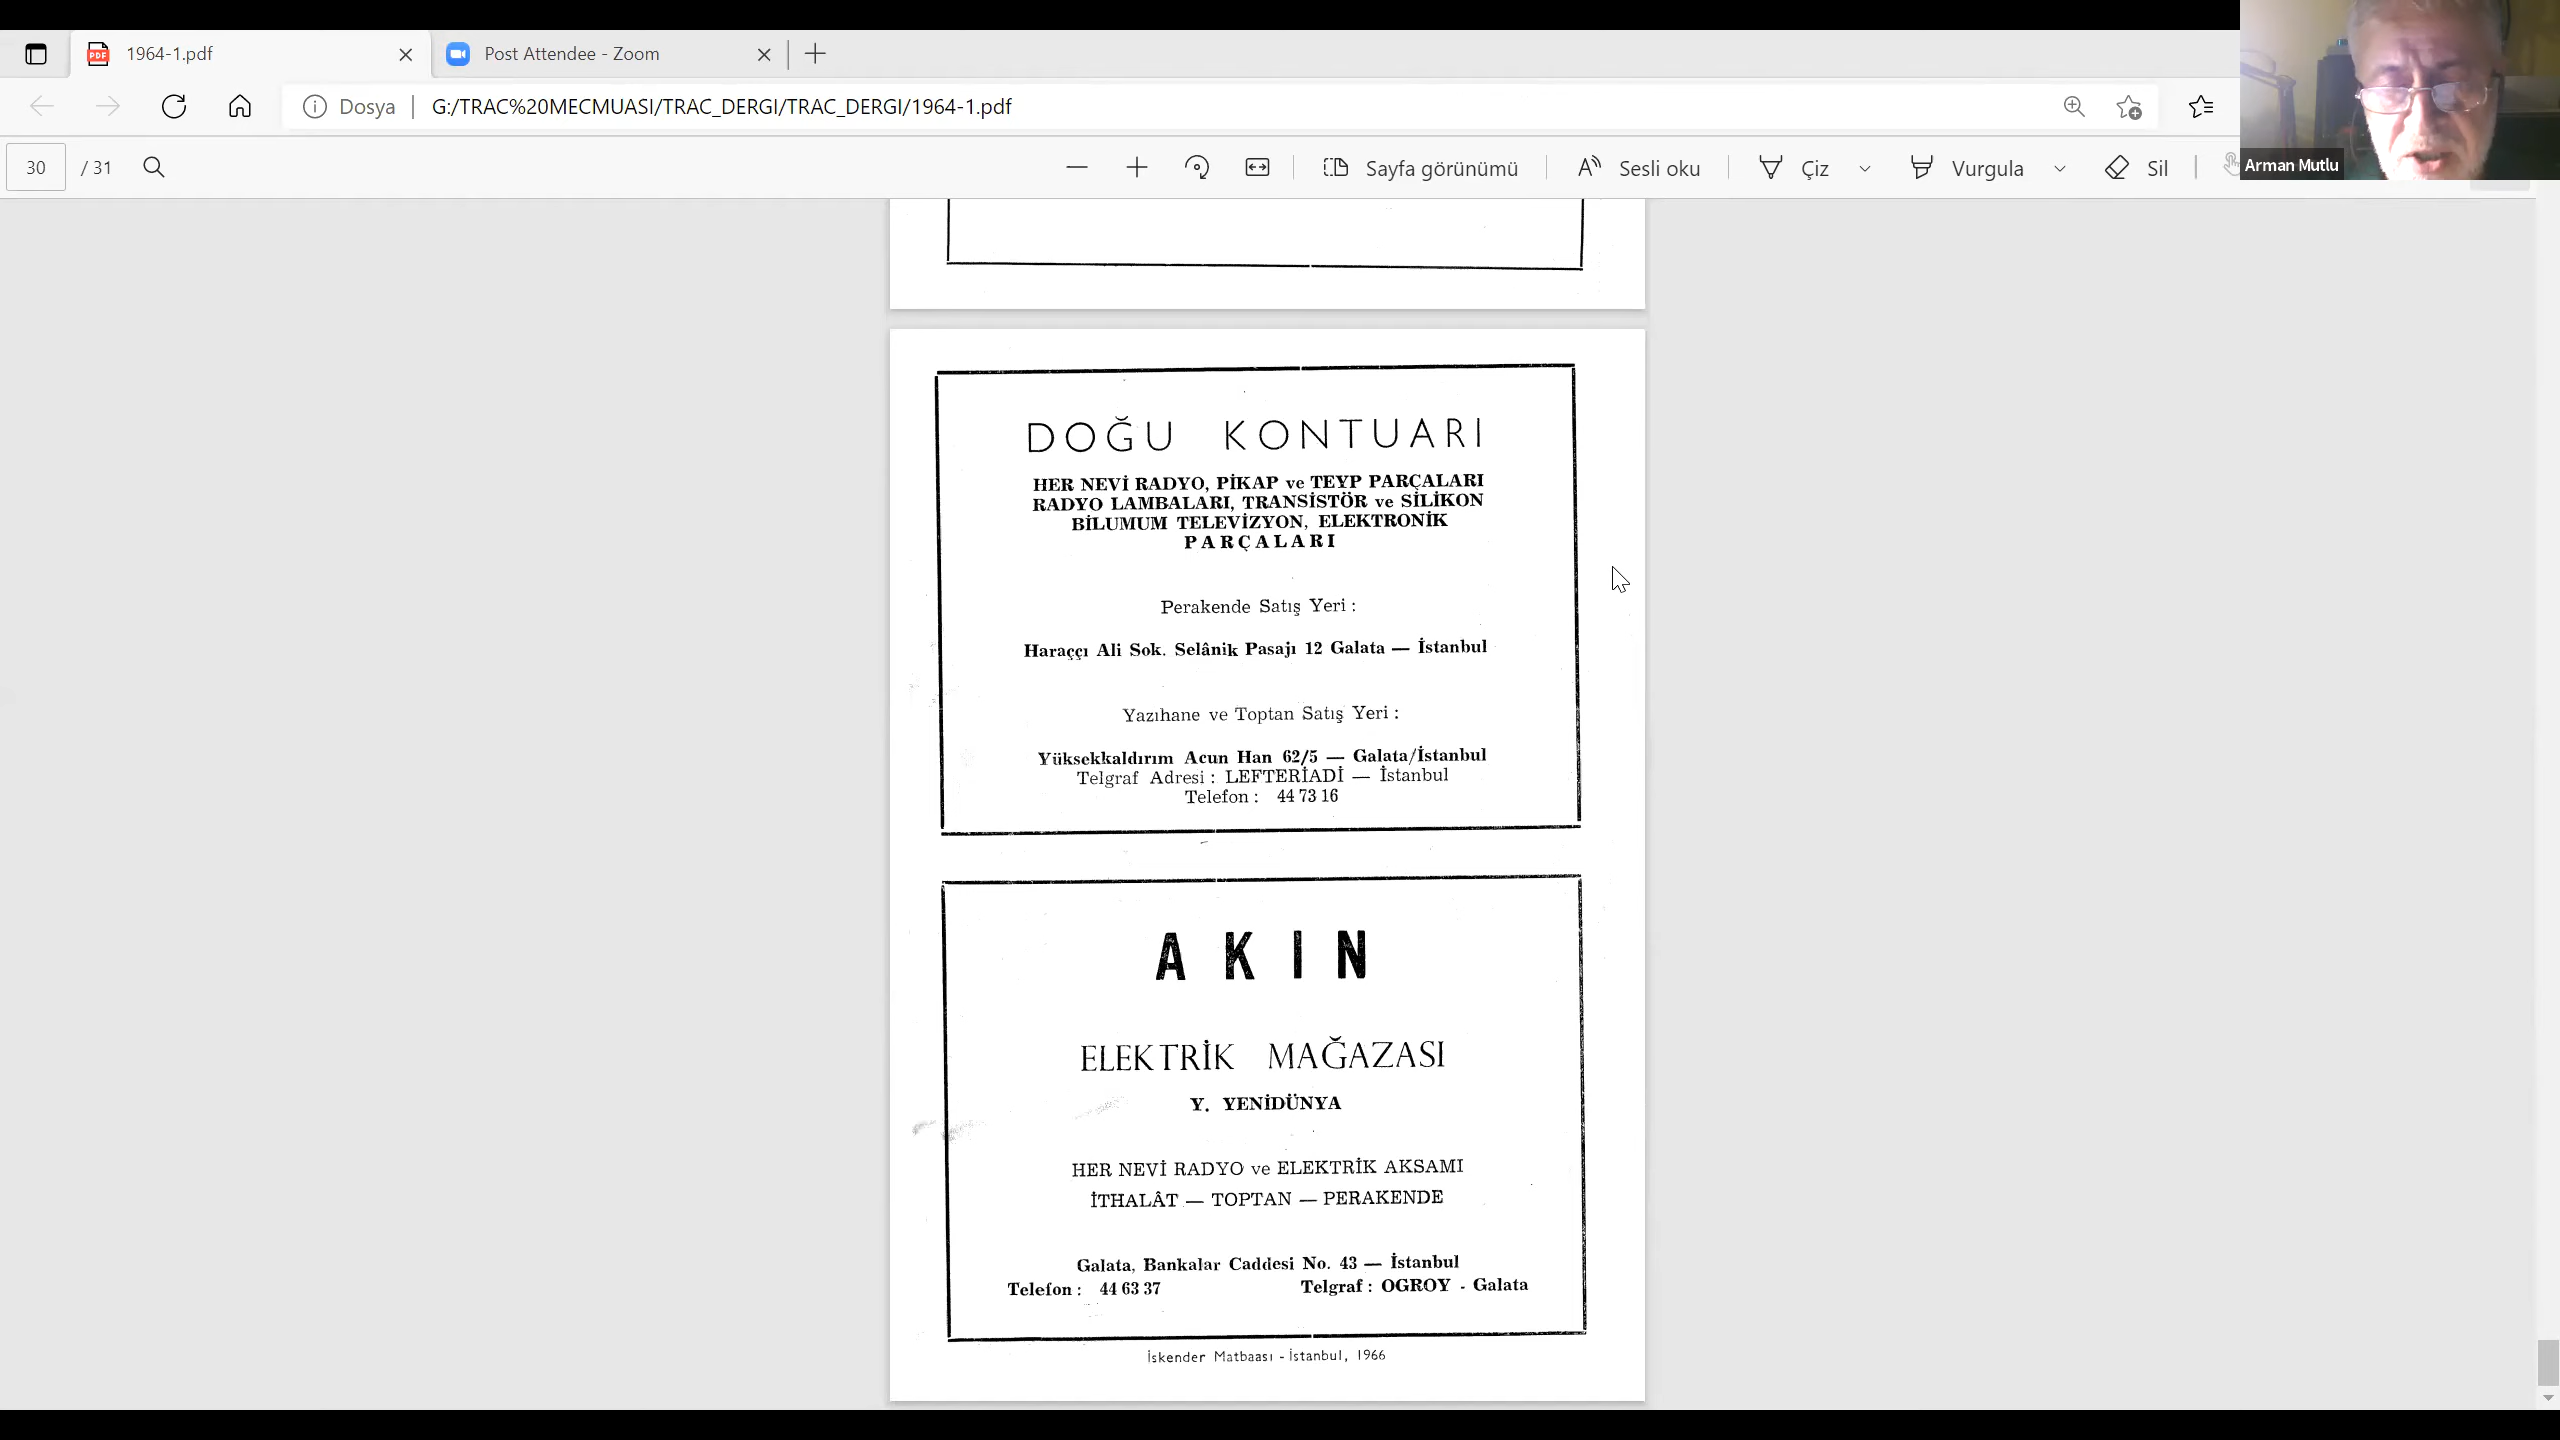 1964-1.pdf
Post Attendee - Zoom
Dosya
G:/TRAC%20MECMUASI/TRAC_DERGI/TRAC_DERGI/1964-1.pdf
30 / 31
Sayfa görünümü
Sesli oku
Çiz
Vurgula
Sil
Arman Mutlu
DOĞU KONTUARI
HER NEVİ RADYO, PİKAP ve TEYP PARÇALARI
RADYO LAMBALARI, TRANSİSTÖR ve SİLİKON
BİLUMUM TELEVİZYON, ELEKTRONİK
PARÇALARI
Perakende Satış Yeri :
Haraççı Ali Sok. Selânik Pasajı 12 Galata — İstanbul
Yazıhane ve Toptan Satış Yeri :
Yüksekkaldırım Acun Han 62/5 — Galata/İstanbul
Telgraf Adresi : LEFTERİADİ — İstanbul
Telefon : 44 73 16
AKIN
ELEKTRİK MAĞAZASI
Y. YENİDÜNYA
HER NEVİ RADYO ve ELEKTRİK AKSAMI
İTHALÂT — TOPTAN — PERAKENDE
Galata, Bankalar Caddesi No. 43 — İstanbul
Telefon : 44 63 37 Telgraf : OGROY - Galata
İskender Matbaası - İstanbul, 1966